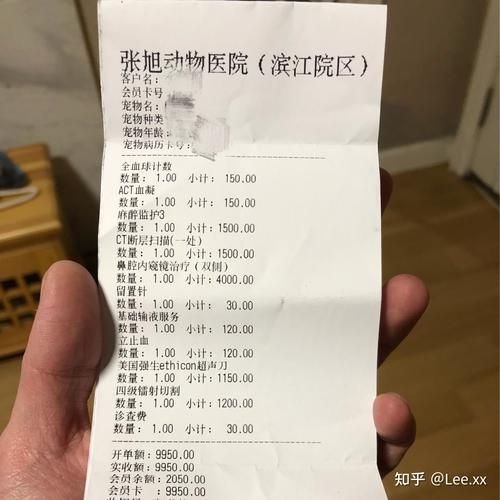 张旭动物医院（滨江院区）
客户名：
会员卡号
宠物名：
宠物种类
宠物年龄：
宠物病历卡号：
全血球计数
数量： 1.00 小计： 150.00
ACT血凝
数量： 1.00 小计： 150.00
麻醉监护3
数量： 1.00 小计：1500.00
CT断层扫描(一处)
数量： 1.00 小计：1500.00
鼻腔内窥镜治疗（双侧）
数量： 1.00 小计：4000.00
留置针
数量： 1.00 小计： 30.00
基础输液服务
数量： 1.00 小计： 120.00
立止血
数量： 1.00 小计： 120.00
美国强生ethicon超声刀
数量： 1.00 小计：1150.00
四级镭射切割
数量： 1.00 小计：1200.00
诊查费
数量： 1.00 小计： 30.00
开单额：9950.00
实收额：9950.00
会员余额：2050.00
会员卡 ：9950.00
知乎 @Lee.xx